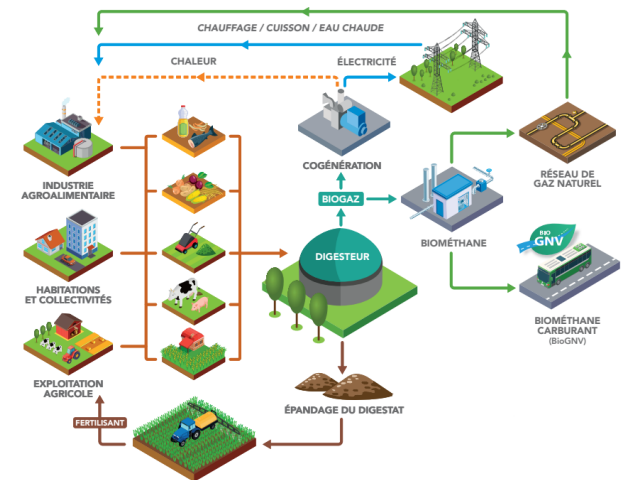 CHAUFFAGE / CUISSON / EAU CHAUDE
CHALEUR
ÉLECTRICITÉ
INDUSTRIE
AGROALIMENTAIRE
COGÉNÉRATION
RÉSEAU DE
GAZ NATUREL
BIOGAZ
BIOMÉTHANE
BIO
GNV
DIGESTEUR
HABITATIONS
ET COLLECTIVITÉS
BIOMÉTHANE
CARBURANT
(BioGNV)
EXPLOITATION
AGRICOLE
ÉPANDAGE DU DIGESTAT
FERTILISANT